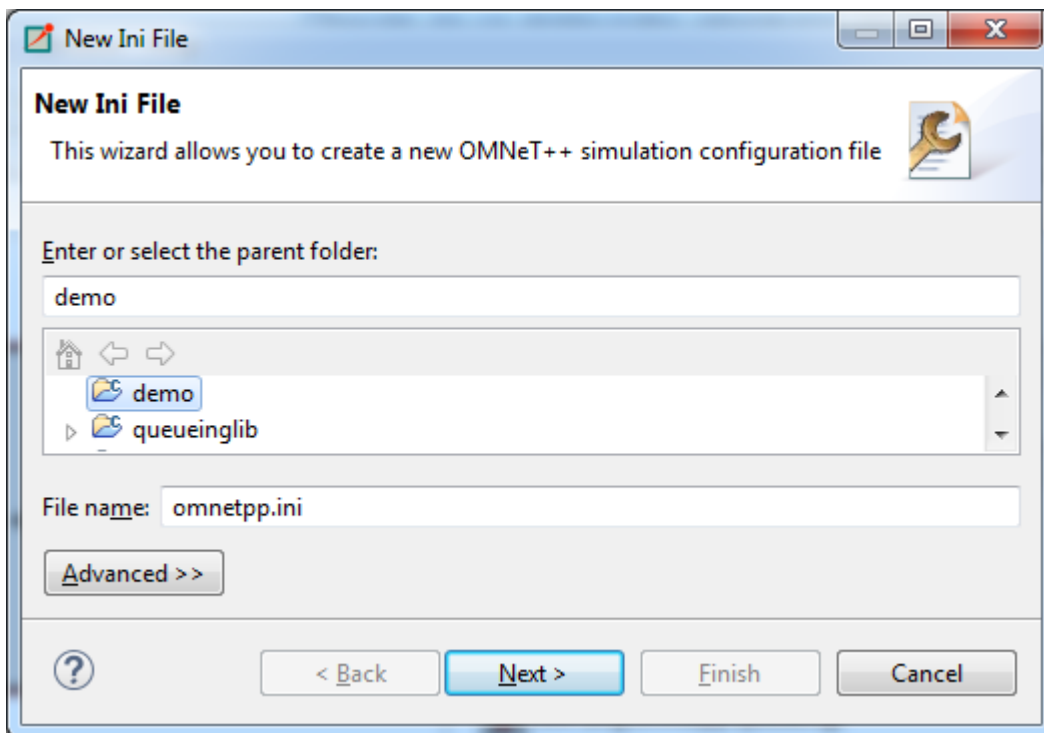 New Ini File
New Ini File
This wizard allows you to create a new OMNeT++ simulation configuration file
Enter or select the parent folder:
demo
demo
queueinglib
File name: omnetpp.ini
Advanced >>
< Back Next > Finish Cancel